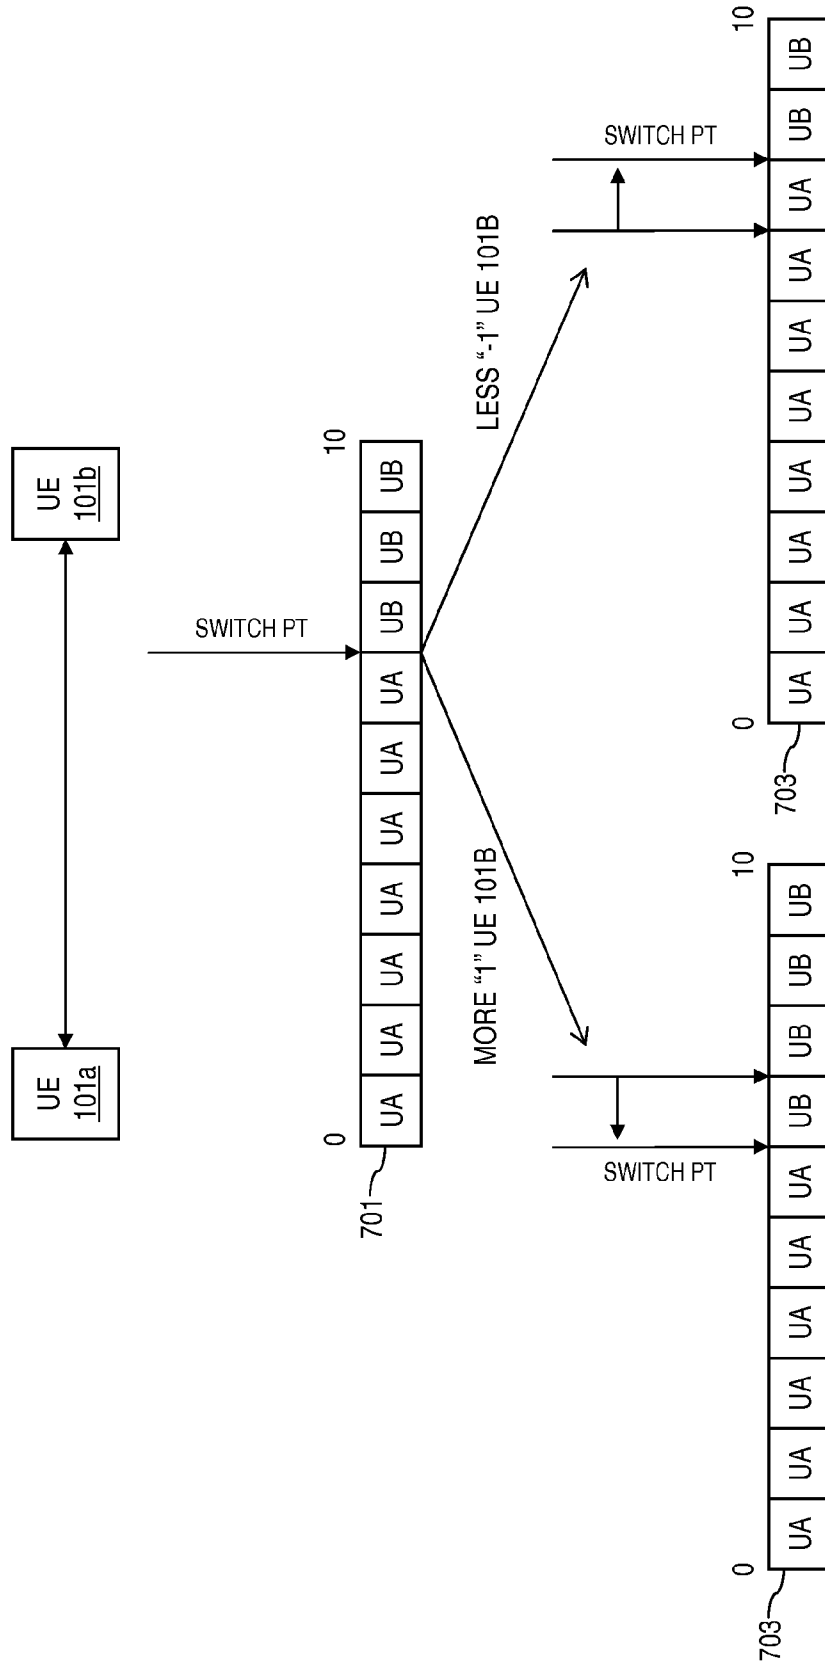 UE
101a
UE
101b
SWITCH PT
0
10
701
UA UA UA UA UA UA UA UB UB UB
MORE “1” UE 101B
LESS “-1” UE 101B
SWITCH PT
SWITCH PT
0
10
703
UA UA UA UA UA UA UB UB UB UB
0
10
703
UA UA UA UA UA UA UA UA UB UB